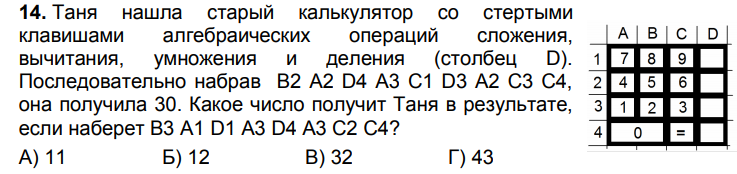 14. Таня нашла старый калькулятор со стертыми
клавишами алгебраических операций сложения,
вычитания, умножения и деления (столбец D).
Последовательно набрав B2 A2 D4 A3 C1 D3 A2 C3 C4,
она получила 30. Какое число получит Таня в результате,
если наберет B3 A1 D1 A3 D4 A3 C2 C4?
А) 11 Б) 12 В) 32 Г) 43
A B C D
1 7 8 9
2 4 5 6
3 1 2 3
4 0 =